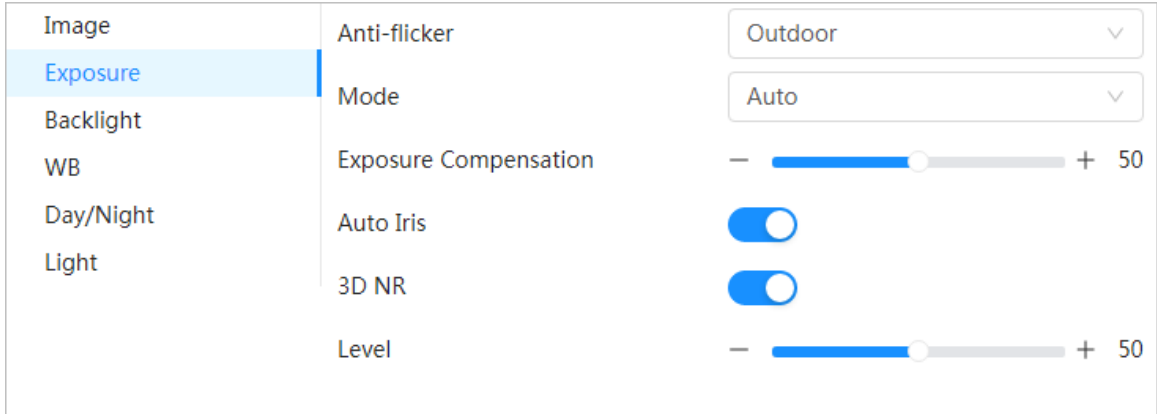 Image
Exposure
Backlight
WB
Day/Night
Light
Anti-flicker Outdoor
Mode Auto
Exposure Compensation − + 50
Auto Iris
3D NR
Level − + 50